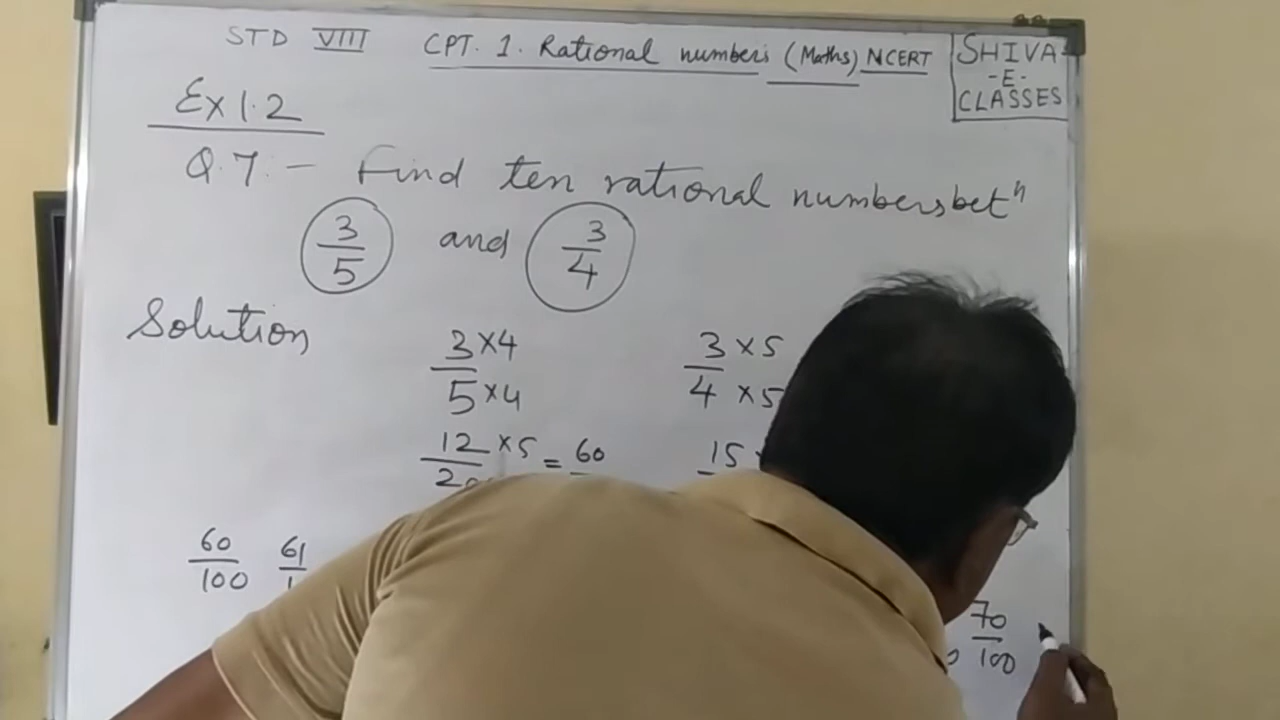 STD VIII CPT. 1. Rational numbers (Maths) NCERT
SHIVA
-E-
CLASSES
Ex 1.2
Q.7:- Find ten rational numbers betn
3/5 and 3/4
Solution
3×4/5×4 3×5/4×5
12×5/20 = 60 15
60/100 61
70/100